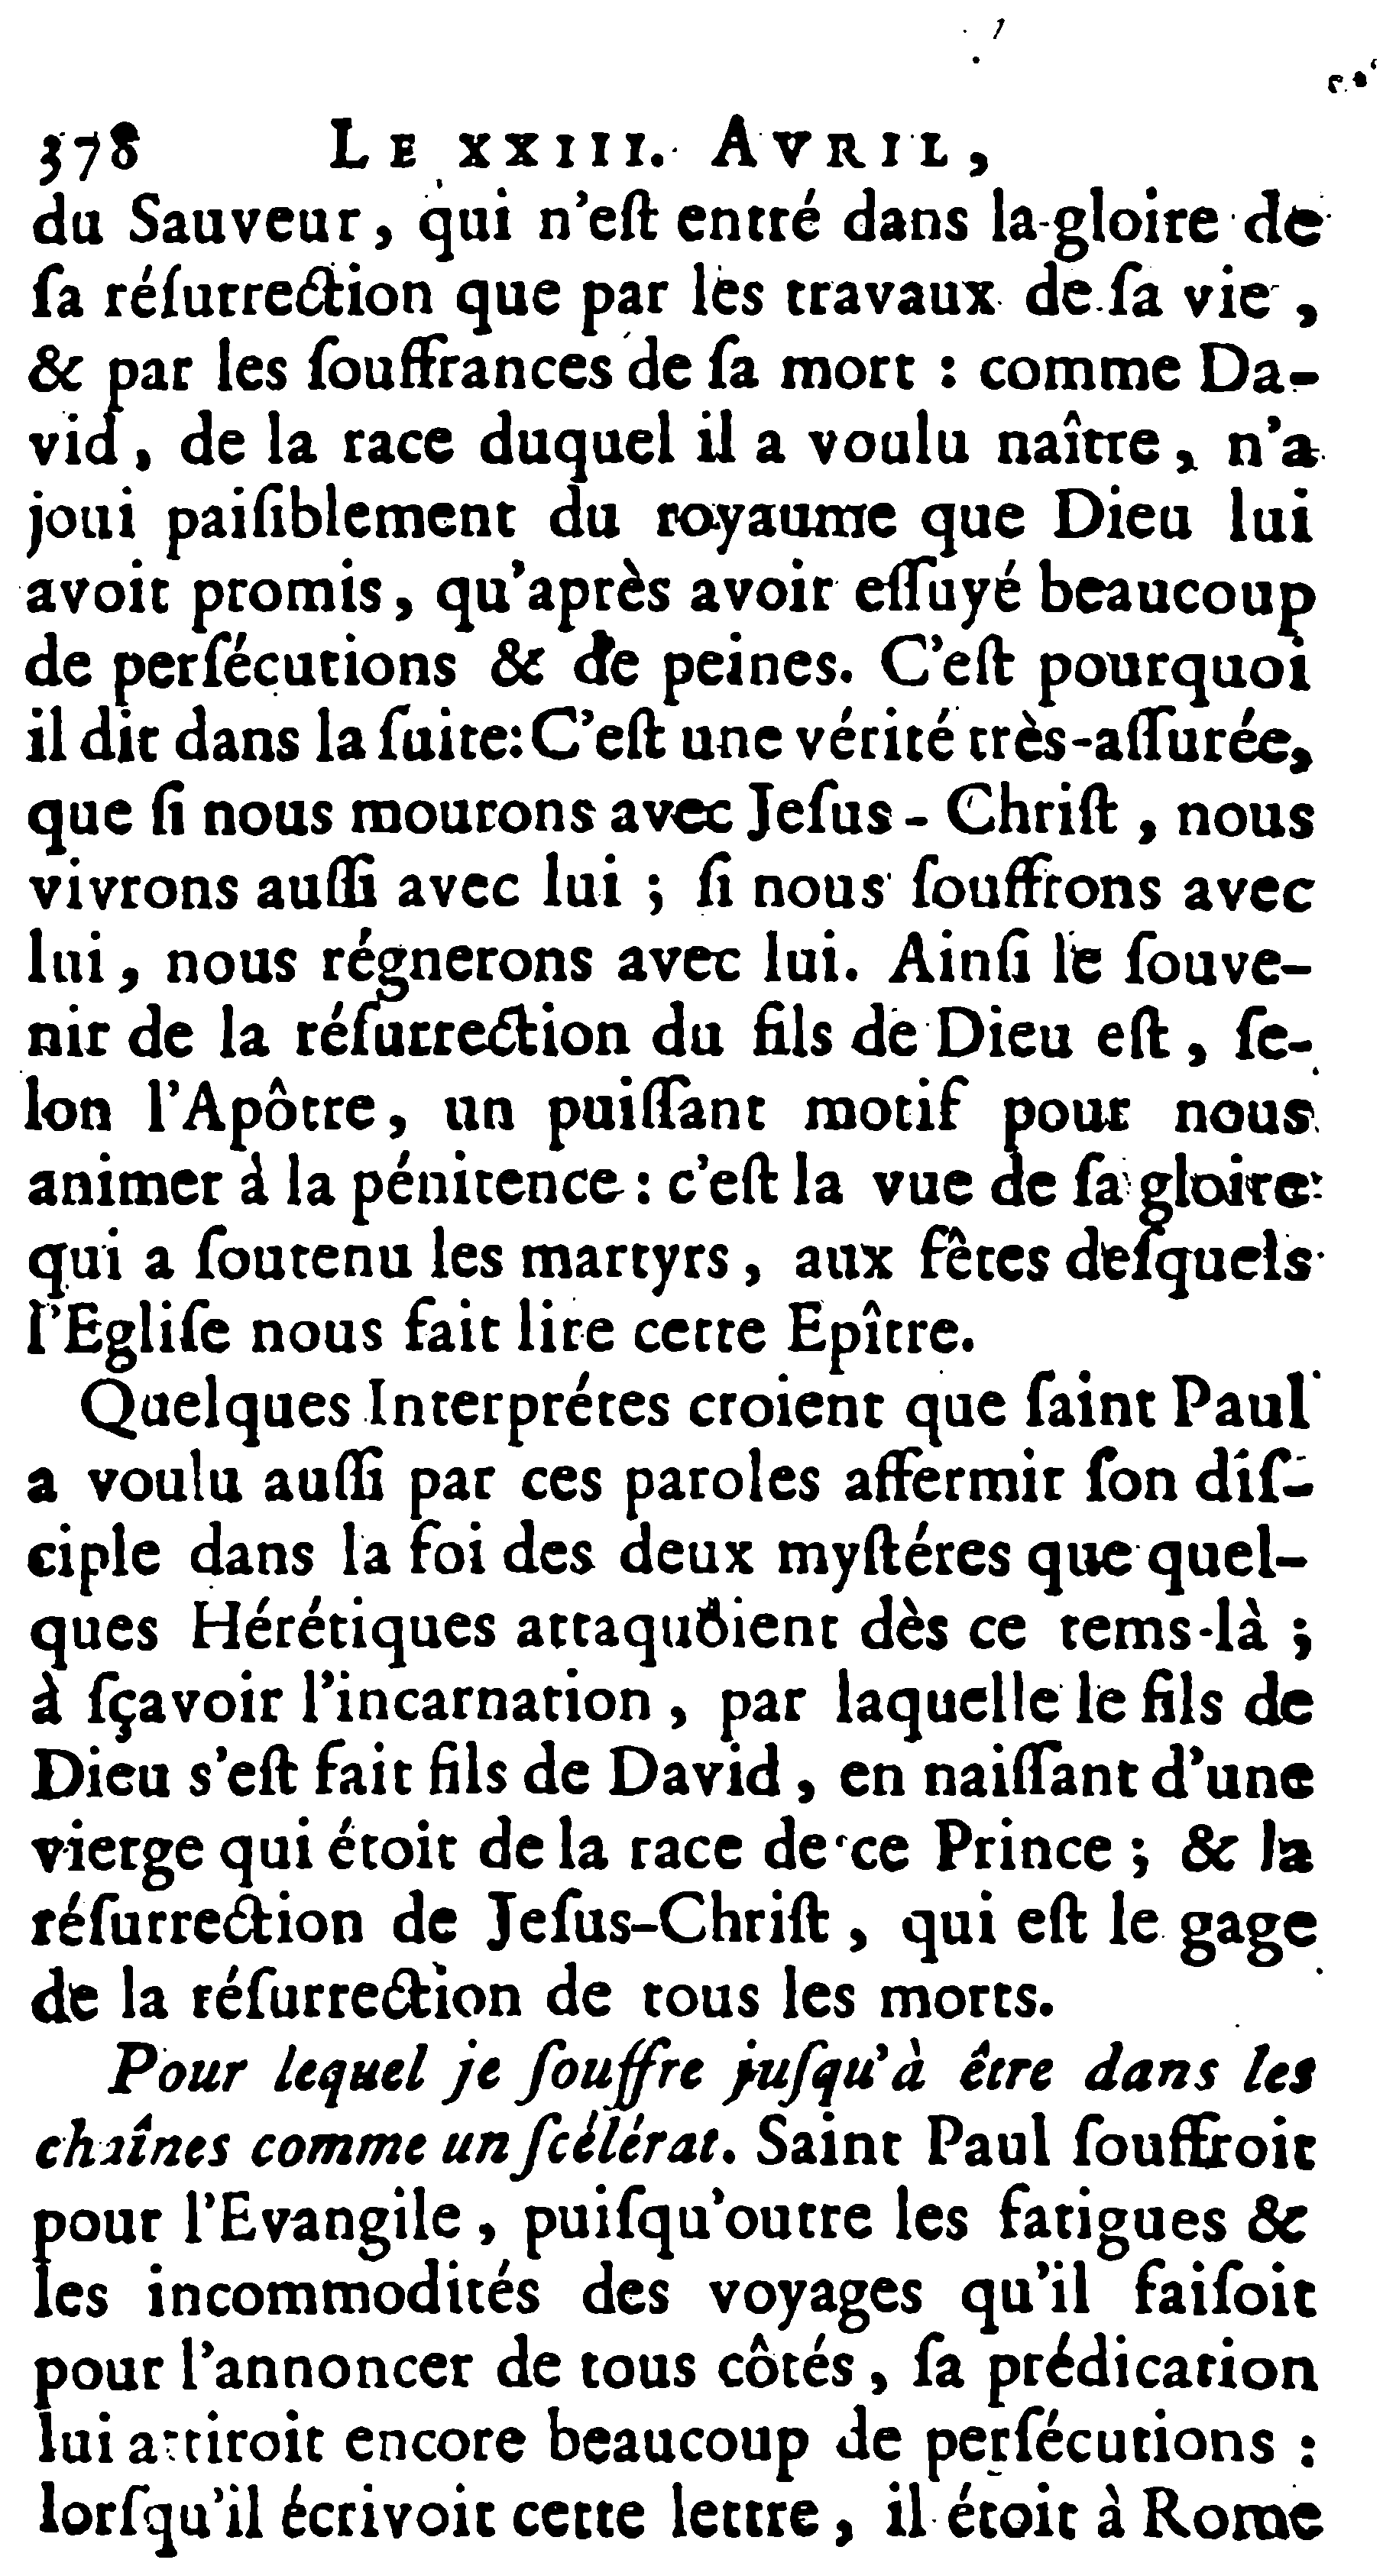 378 LE XXIII. AVRIL,
du Sauveur, qui n'eſt entré dans la gloire de
ſa réſurrection que par les travaux de ſa vie,
& par les ſouffrances de ſa mort : comme Da-
vid, de la race duquel il a voulu naître, n'a
joui paiſiblement du royaume que Dieu lui
avoit promis, qu'après avoir eſſuyé beaucoup
de perſécutions & de peines. C'eſt pourquoi
il dit dans la ſuite: C'eſt une vérité très-aſſurée,
que ſi nous mourons avec Jeſus-Chriſt, nous
vivrons auſſi avec lui ; ſi nous ſouffrons avec
lui, nous régnerons avec lui. Ainſi le ſouve-
nir de la réſurrection du fils de Dieu eſt, ſe-
lon l'Apôtre, un puiſſant motif pour nous
animer à la pénitence : c'eſt la vue de ſa gloire
qui a ſoutenu les martyrs, aux fêtes deſquels
l'Egliſe nous fait lire cette Epître.
Quelques Interprétes croient que ſaint Paul
a voulu auſſi par ces paroles affermir ſon diſ-
ciple dans la foi des deux myſtéres que quel-
ques Hérétiques attaquoient dès ce tems-là ;
à ſçavoir l'incarnation, par laquelle le fils de
Dieu s'eſt fait fils de David, en naiſſant d'une
vierge qui étoit de la race de ce Prince ; & la
réſurrection de Jeſus-Chriſt, qui eſt le gage
de la réſurrection de tous les morts.
Pour lequel je ſouffre juſqu'à être dans les
chaînes comme un ſcélérat. Saint Paul ſouffroit
pour l'Evangile, puiſqu'outre les fatigues &
les incommodités des voyages qu'il faiſoit
pour l'annoncer de tous côtés, ſa prédication
lui attiroit encore beaucoup de perſécutions :
lorſqu'il écrivoit cette lettre, il étoit à Rome